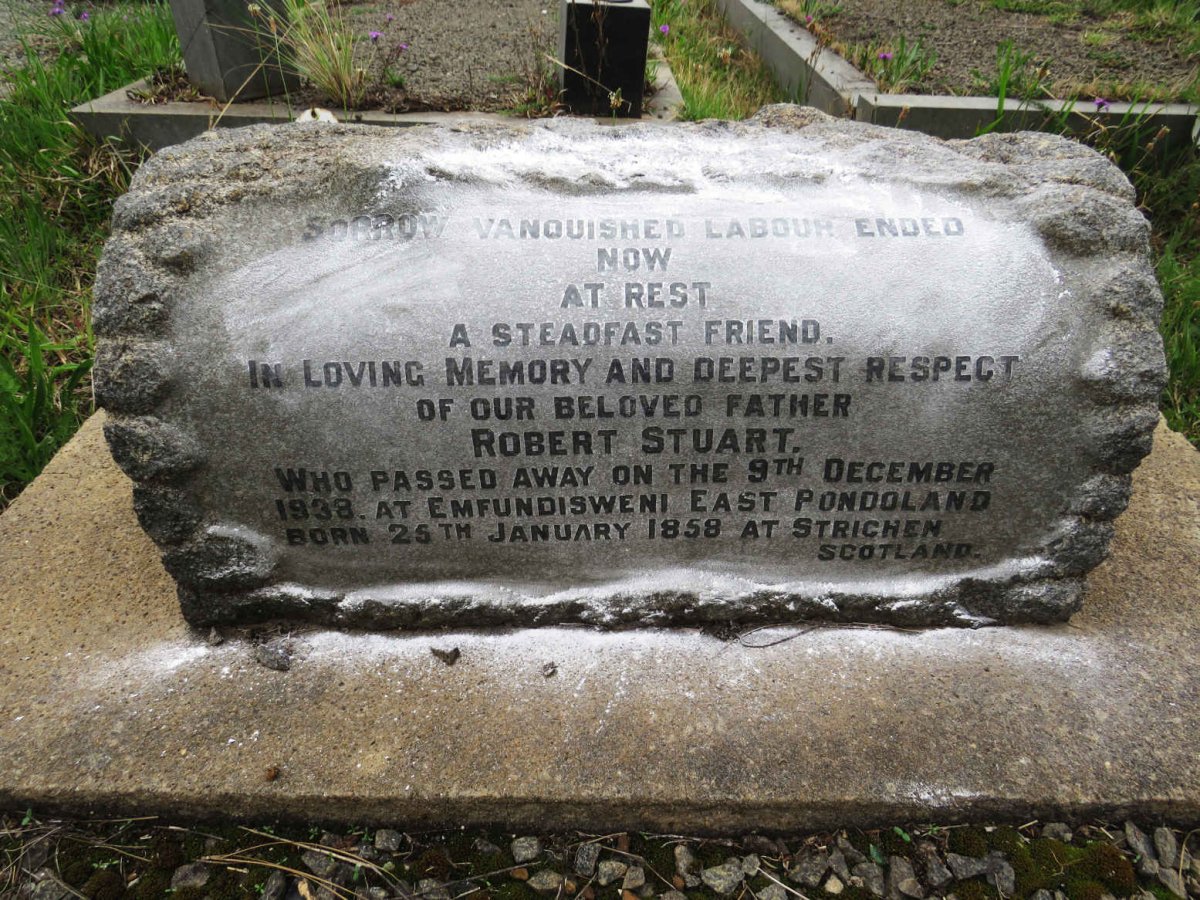 SORROW VANQUISHED LABOUR ENDED
NOW
AT REST
A STEADFAST FRIEND.
IN LOVING MEMORY AND DEEPEST RESPECT
OF OUR BELOVED FATHER
ROBERT STUART,
WHO PASSED AWAY ON THE 9TH DECEMBER
1938. AT EMFUNDISWENI EAST PONDOLAND
BORN 25TH JANUARY 1858 AT STRICHEN
SCOTLAND.